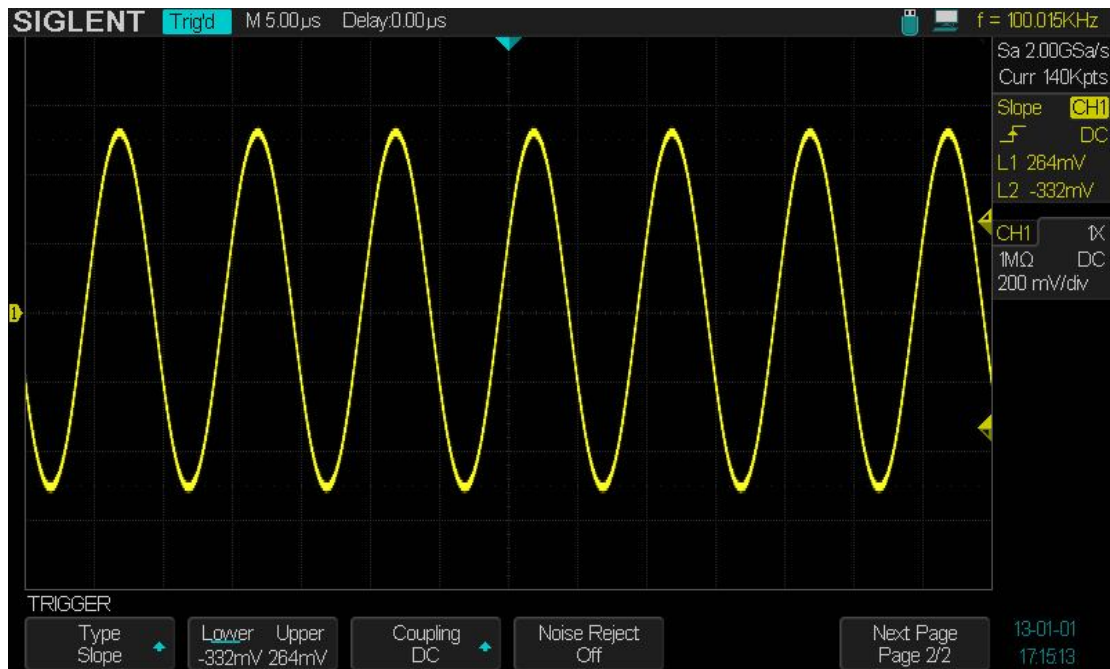 SIGLENT Trig'd M 5.00μs Delay:0.00μs f = 100.015KHz
Sa 2.00GSa/s
Curr 140Kpts
Slope CH1
DC
L1 264mV
L2 -332mV
CH1 1X
1MΩ DC
200 mV/div
1
TRIGGER
Type
Slope
Lower Upper
-332mV 264mV
Coupling
DC
Noise Reject
Off
Next Page
Page 2/2
13-01-01
17:15:13